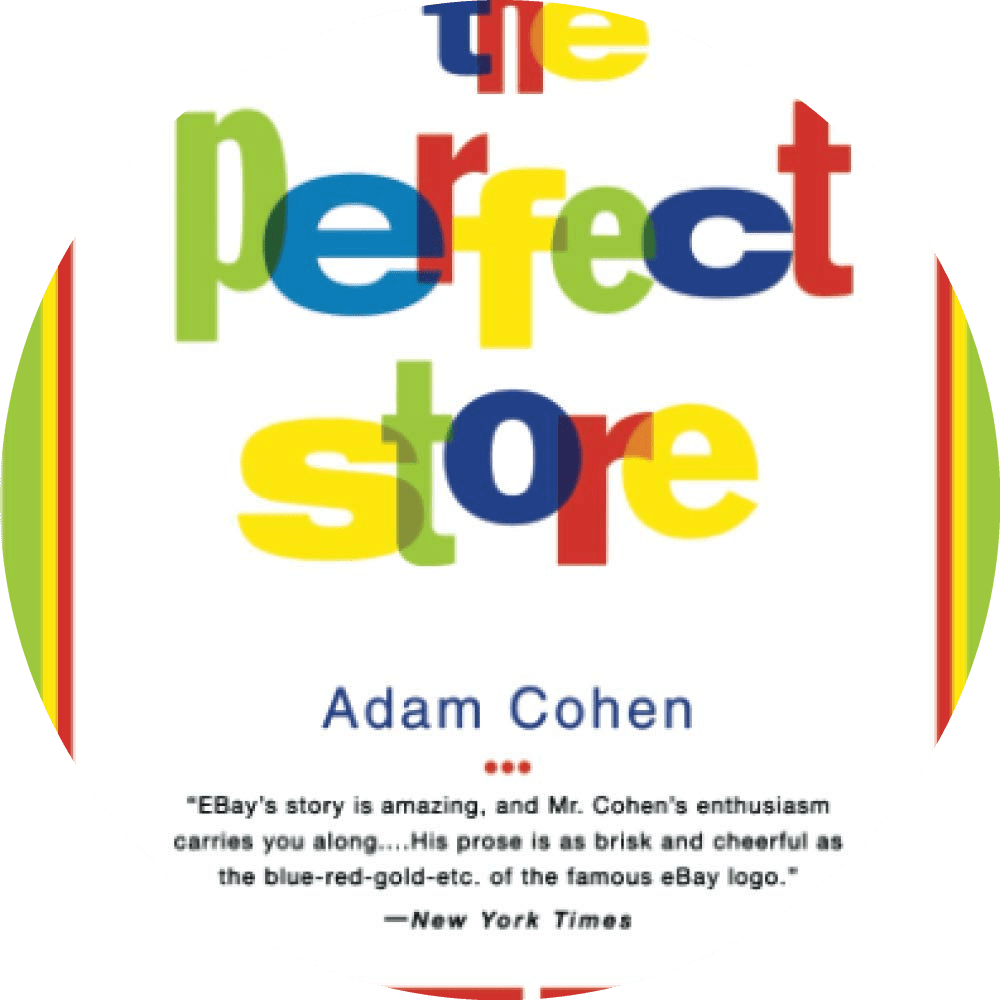 the
perfect
store
Adam Cohen
"EBay's story is amazing, and Mr. Cohen's enthusiasm
carries you along....His prose is as brisk and cheerful as
the blue-red-gold-etc. of the famous eBay logo."
—New York Times